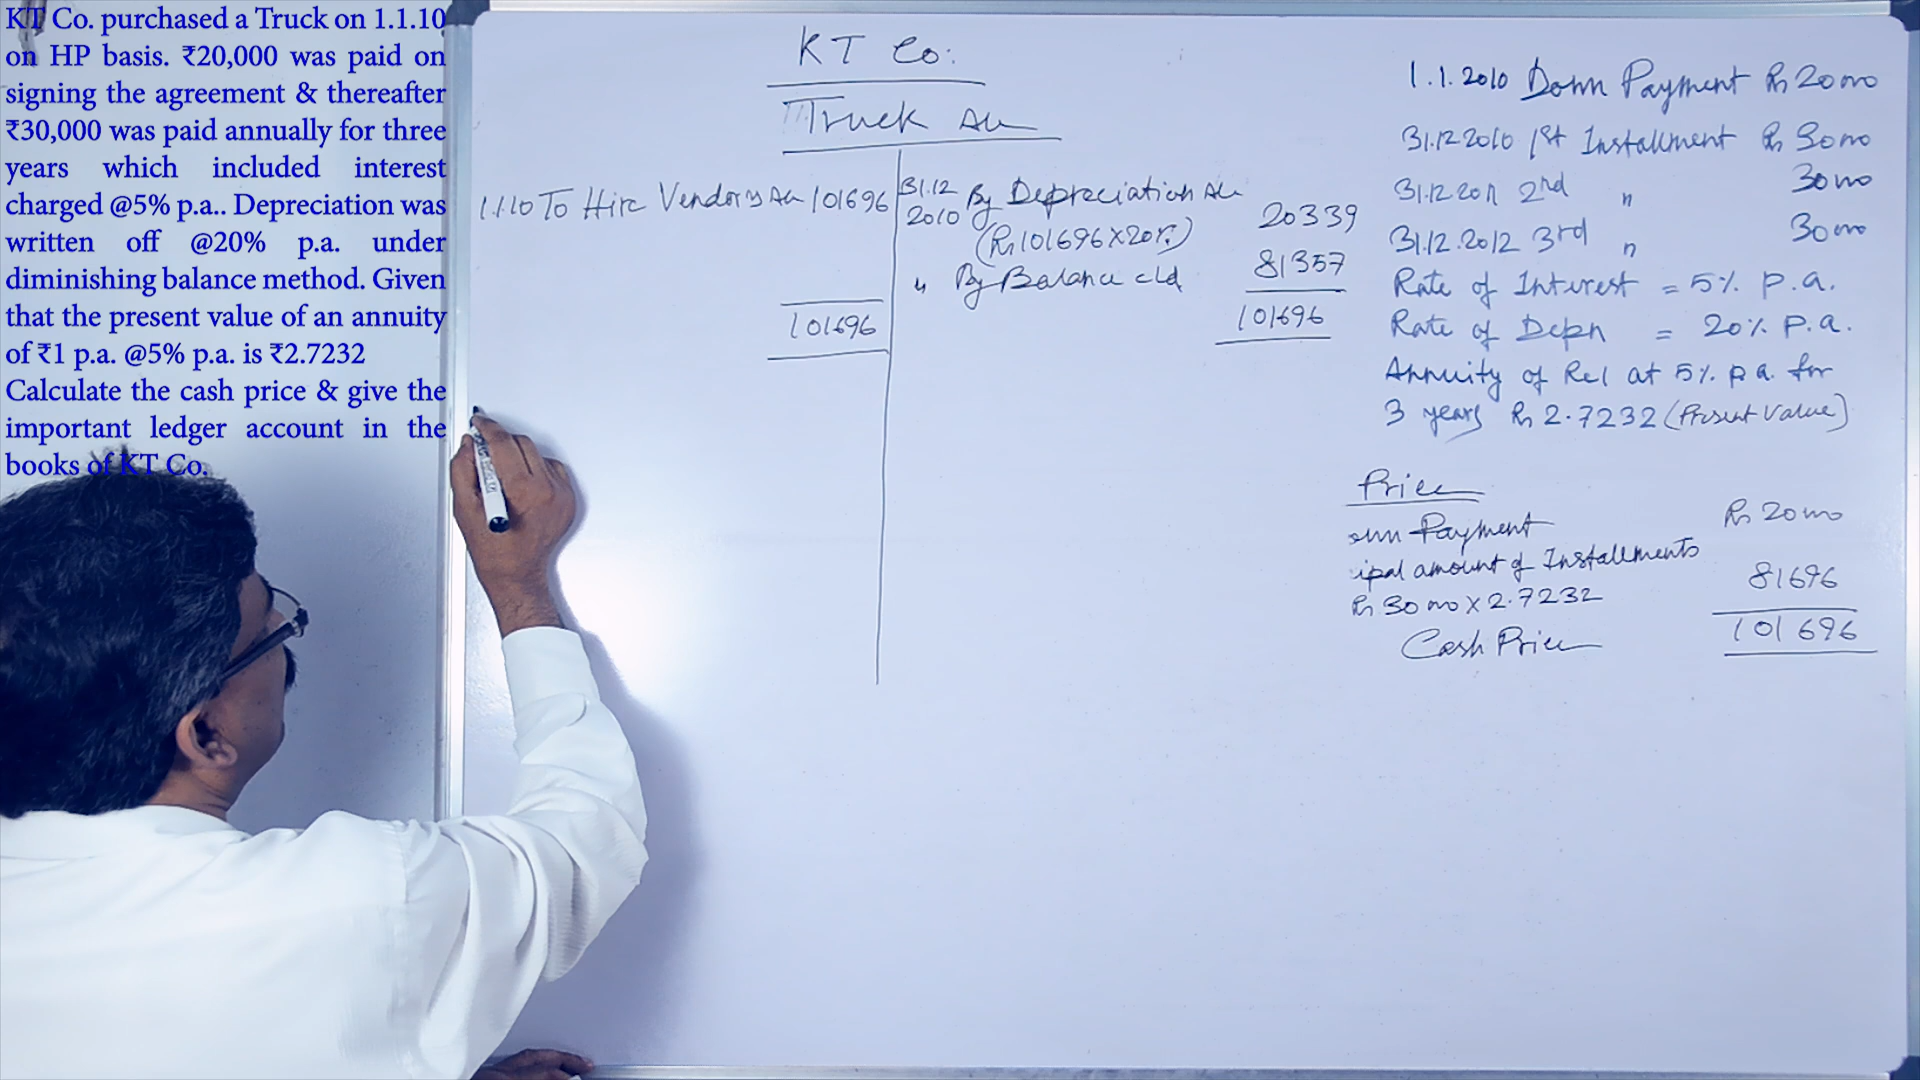 KT Co. purchased a Truck on 1.1.10
on HP basis. ₹20,000 was paid on
signing the agreement & thereafter
₹30,000 was paid annually for three
years which included interest
charged @5% p.a.. Depreciation was
written off @20% p.a. under
diminishing balance method. Given
that the present value of an annuity
of ₹1 p.a. @5% p.a. is ₹2.7232
Calculate the cash price & give the
important ledger account in the
books of KT Co.
KT Co.
Truck A/c
1.1.10 To Hire Vendor's A/c 101696
101696
31.12 By Depreciation A/c
2010 20339
(Rs 101696 X 20%)
" By Balance c/d 81357
101696
1.1.2010 Down Payment Rs 20000
31.12.2010 1st Installment Rs 30000
31.12.2011 2nd " 30000
31.12.2012 3rd " 30000
Rate of Interest = 5% p.a.
Rate of Depn = 20% p.a.
Annuity of Re 1 at 5% p.a. for
3 years Rs 2.7232 (Present Value)
Price
Payment Rs 20000
amount of Installments
Rs 30000 X 2.7232 81696
Cash Price 101696